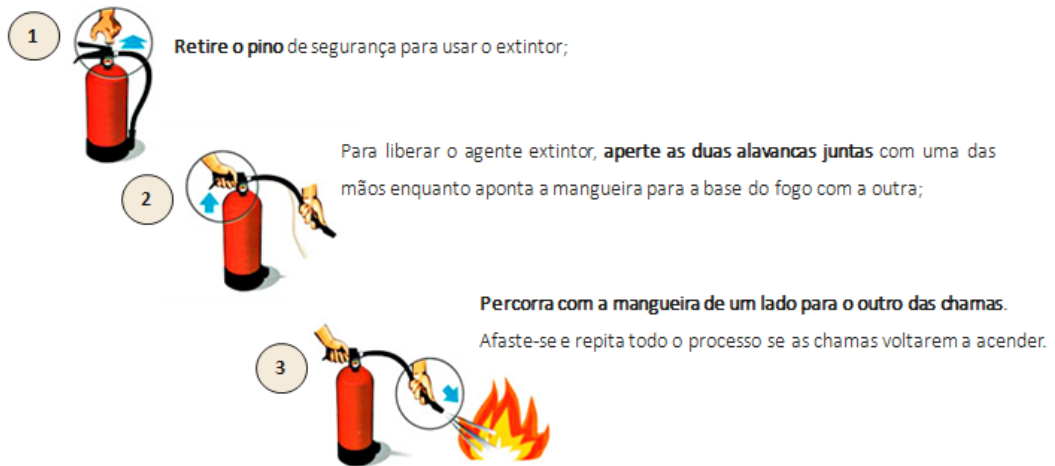 1
Retire o pino de segurança para usar o extintor;
Para liberar o agente extintor, aperte as duas alavancas juntas com uma das
mãos enquanto aponta a mangueira para a base do fogo com a outra;
2
Percorra com a mangueira de um lado para o outro das chamas.
Afaste-se e repita todo o processo se as chamas voltarem a acender.
3